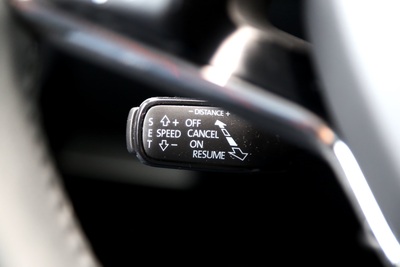 - DISTANCE +
S + OFF
E SPEED CANCEL
T - ON
RESUME